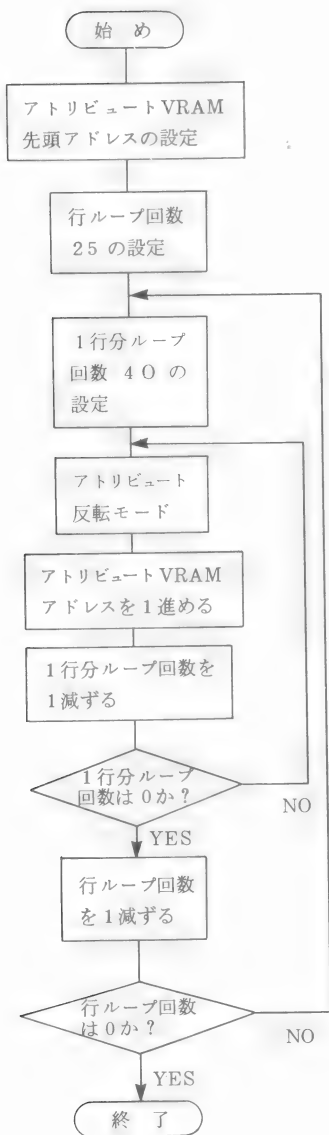 始 め
アトリビュートVRAM
先頭アドレスの設定
行ループ回数
25 の設定
1行分ループ
回数 40 の
設定
アトリビュート
反転モード
アトリビュートVRAM
アドレスを1進める
1行分ループ回数を
1減ずる
1行分ループ
回数は0か?
NO
YES
行ループ回数
を1減ずる
行ループ回数
は0か?
NO
YES
終 了